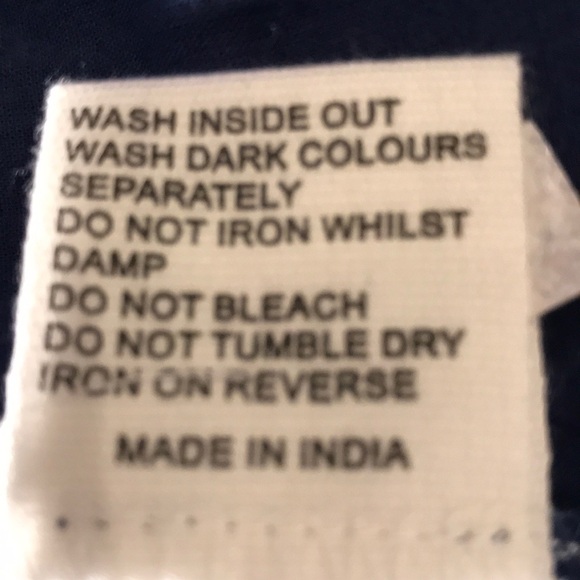 WASH INSIDE OUT
WASH DARK COLOURS
SEPARATELY
DO NOT IRON WHILST
DAMP
DO NOT BLEACH
DO NOT TUMBLE DRY
IRON ON REVERSE
MADE IN INDIA